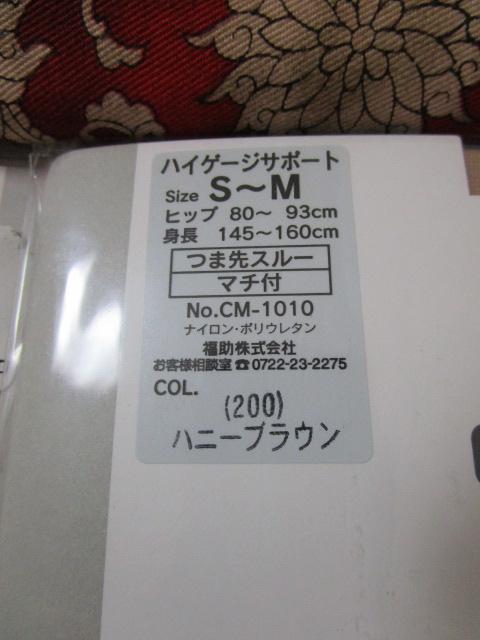 ハイゲージサポート
Size S〜M
ヒップ 80〜 93cm
身長 145〜160cm
つま先スルー
マチ付
No.CM-1010
ナイロン・ポリウレタン
福助株式会社
お客様相談室☎0722-23-2275
COL.
(200)
ハニーブラウン